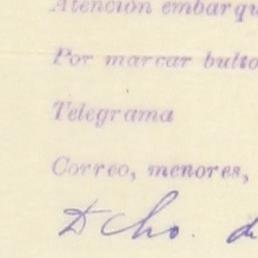 Atención embarqu
Por marcar bulto
Telegrama
Correo, menores,
Dcho. d